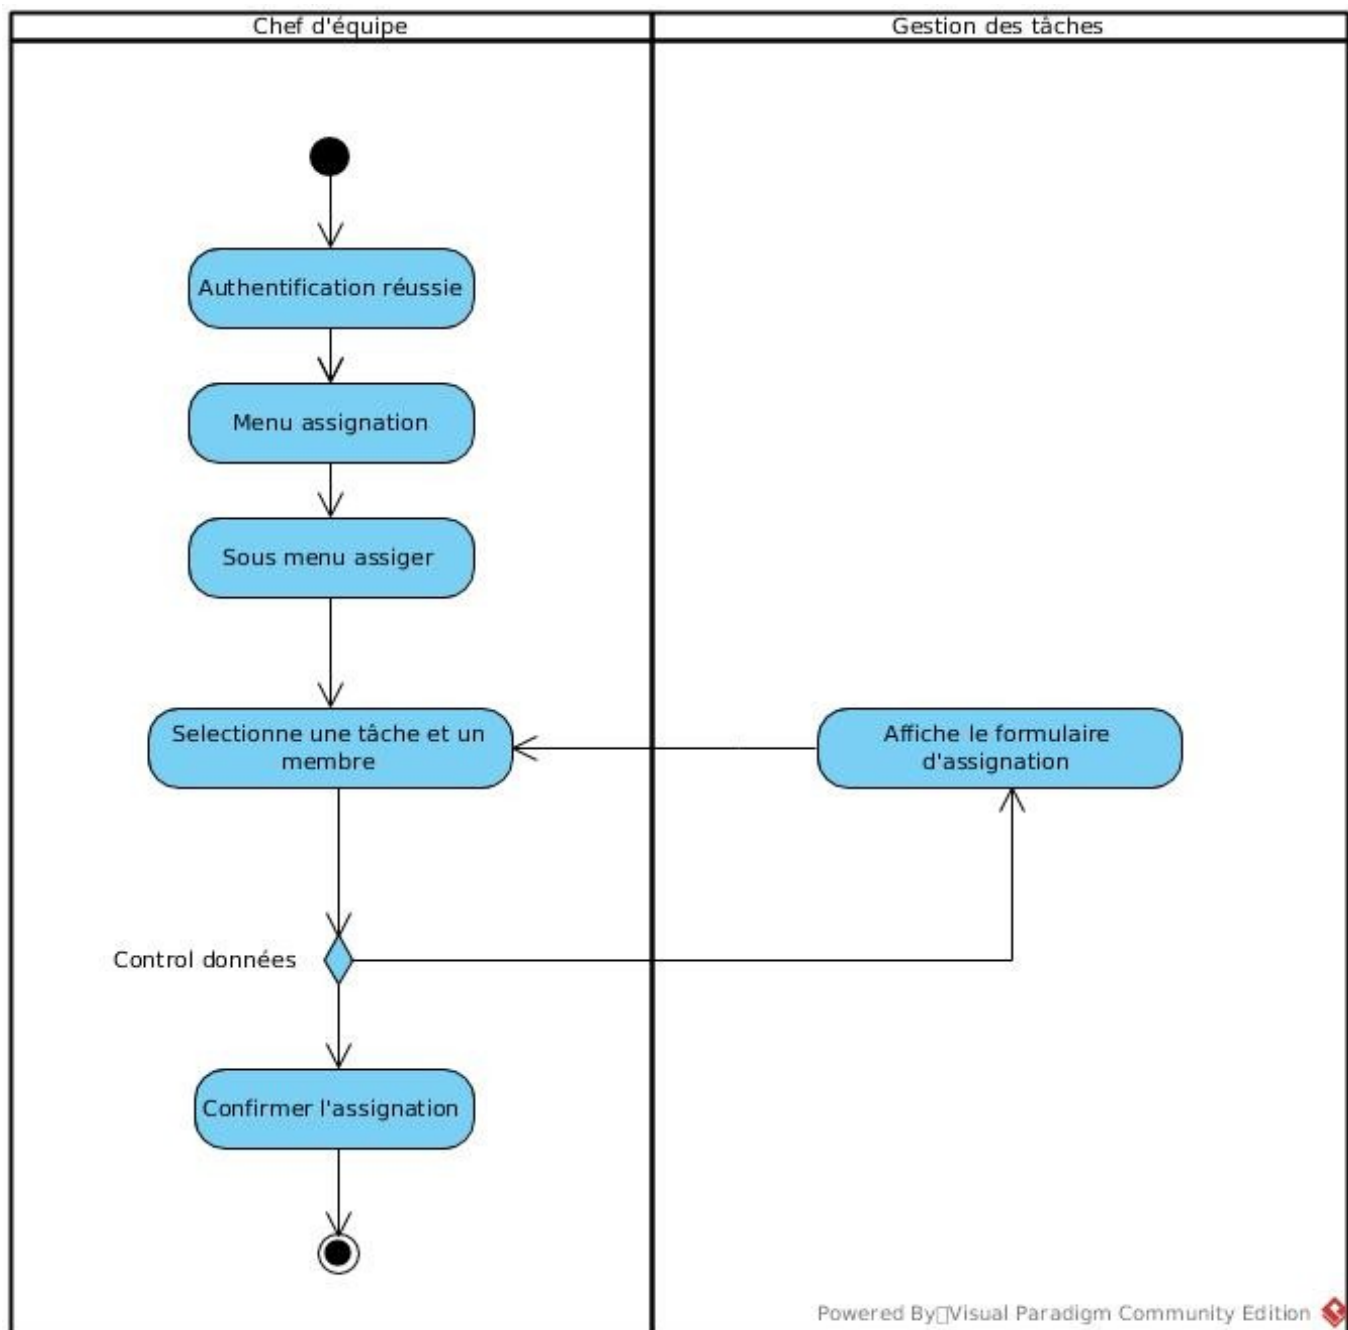 Chef d'équipe
Gestion des tâches
Authentification réussie
Menu assignation
Sous menu assiger
Selectionne une tâche et un
membre
Affiche le formulaire
d'assignation
Control données
Confirmer l'assignation
Powered By□Visual Paradigm Community Edition